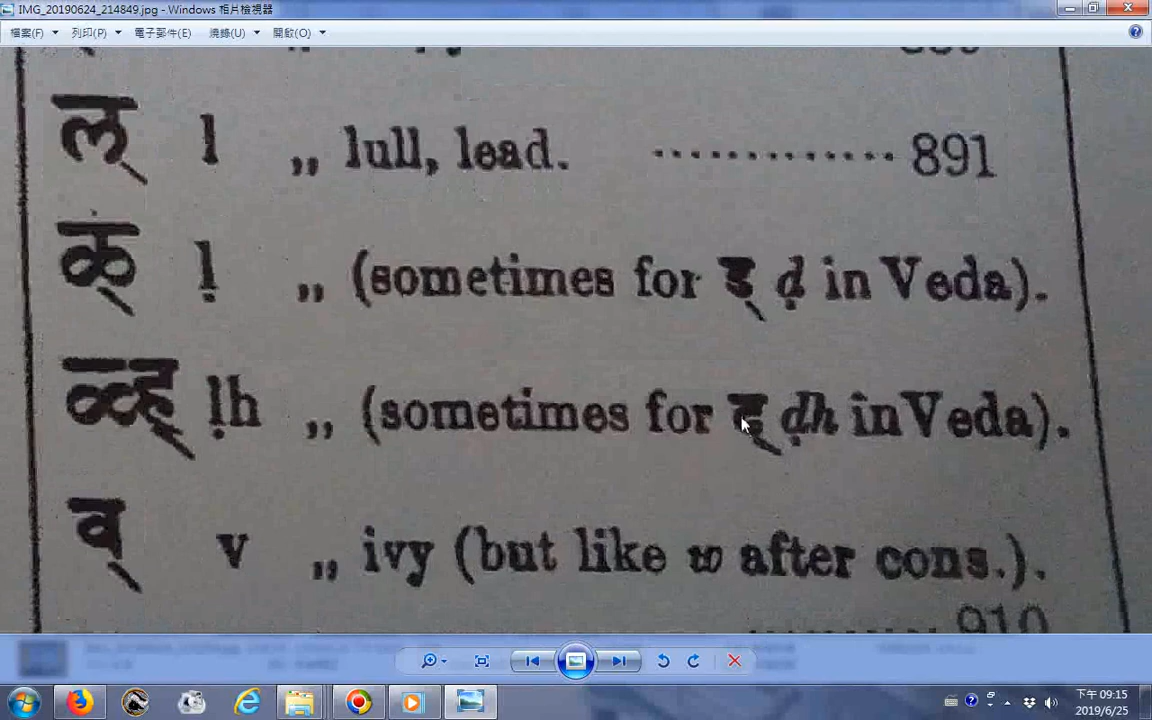 IMG_20190624_214849.jpg - Windows 相片檢視器
檔案(F) 列印(P) 電子郵件(E) 燒錄(U) 開啟(O)
ल् l ,, lull, lead. ............. 891
ळ् ḷ ,, (sometimes for ड् ḍ in Veda).
ळ्ह् ḷh ,, (sometimes for ढ् ḍh in Veda).
व् v ,, ivy (but like w after cons.).
910
下午 09:15
2019/6/25